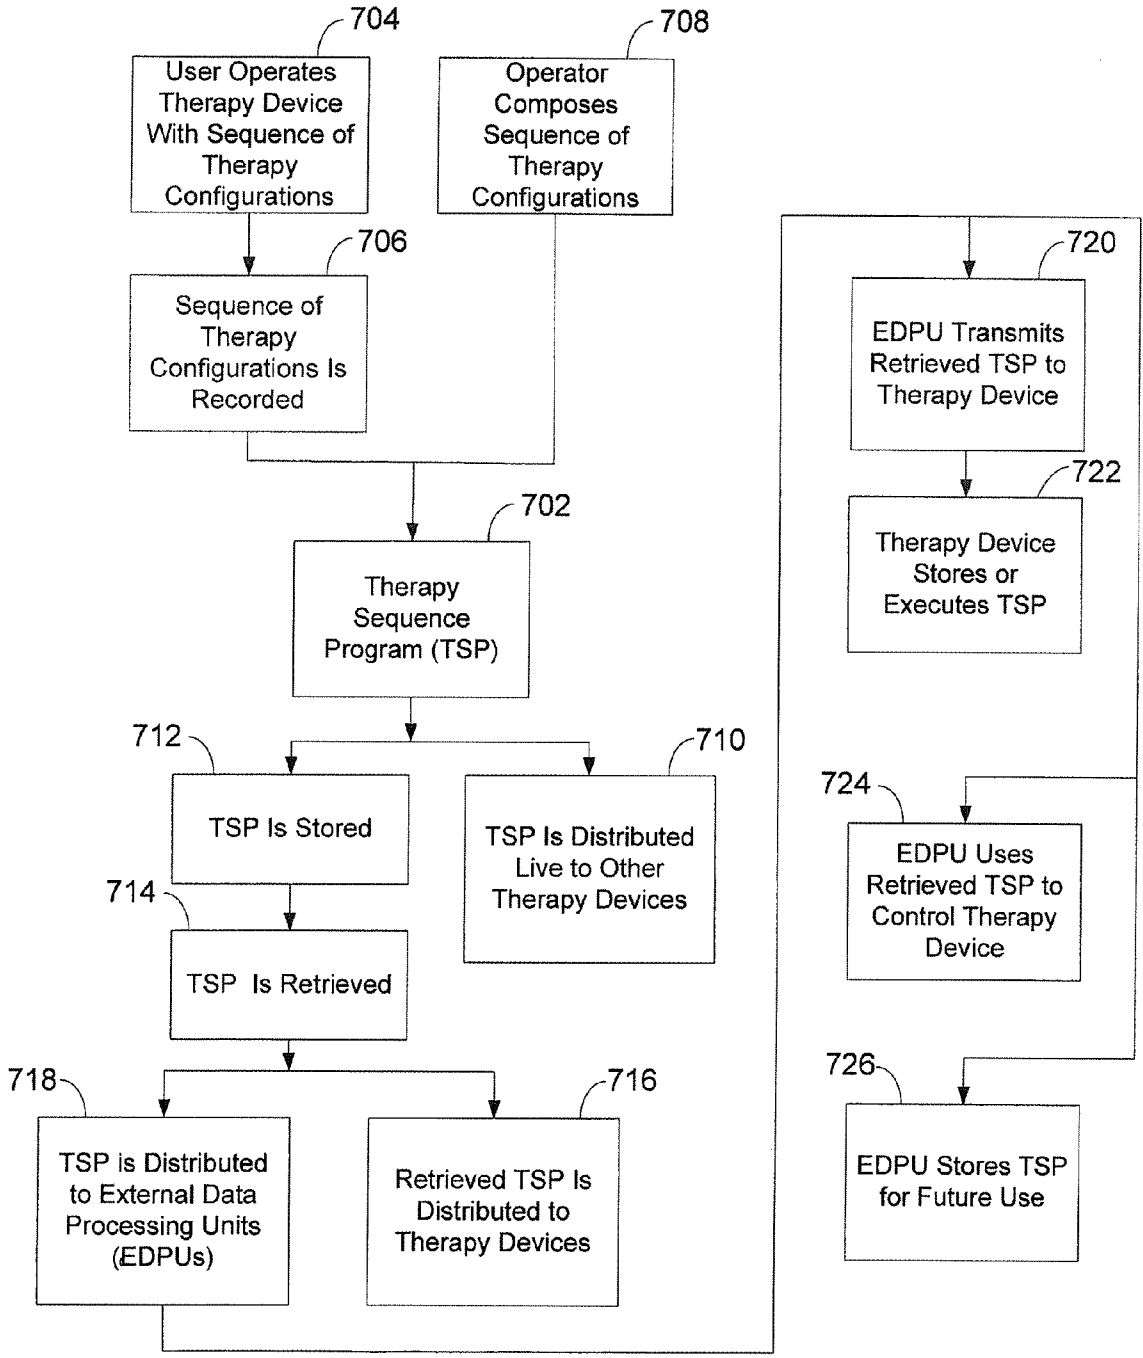 704
User Operates
Therapy Device
With Sequence of
Therapy
Configurations
708
Operator
Composes
Sequence of
Therapy
Configurations
706
Sequence of
Therapy
Configurations Is
Recorded
702
Therapy
Sequence
Program (TSP)
712
TSP Is Stored
710
TSP Is Distributed
Live to Other
Therapy Devices
714
TSP Is Retrieved
718
TSP is Distributed
to External Data
Processing Units
(EDPUs)
716
Retrieved TSP Is
Distributed to
Therapy Devices
720
EDPU Transmits
Retrieved TSP to
Therapy Device
722
Therapy Device
Stores or
Executes TSP
724
EDPU Uses
Retrieved TSP to
Control Therapy
Device
726
EDPU Stores TSP
for Future Use